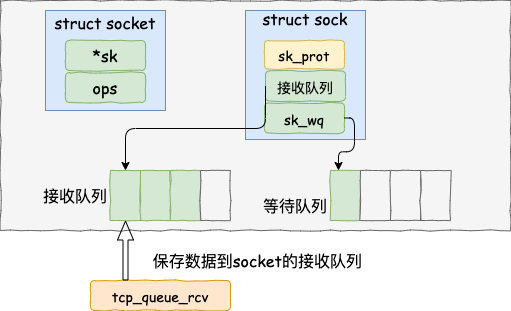 struct socket
*sk
ops
struct sock
sk_prot
接收队列
sk_wq
接收队列
等待队列
保存数据到socket的接收队列
tcp_queue_rcv